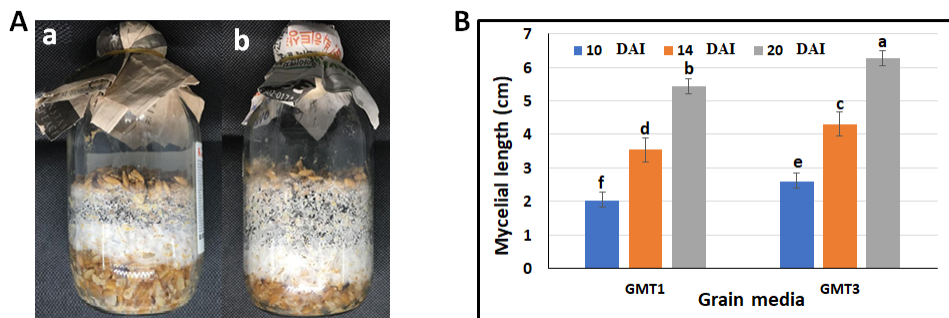 A
a
b
B
7
6
5
4
3
2
1
0
Mycelial length (cm)
10 DAI 14 DAI 20 DAI
f
d
b
e
c
a
GMT1
GMT3
Grain media